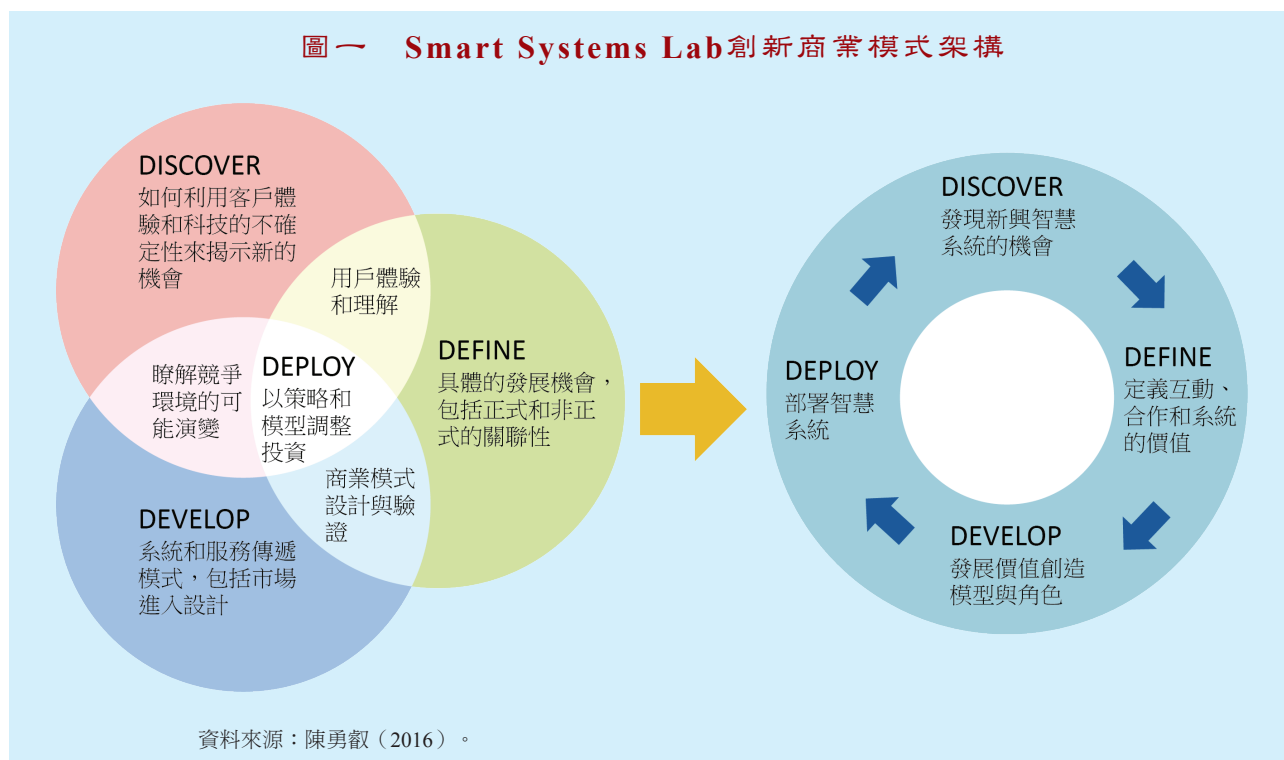 圖一 Smart Systems Lab創新商業模式架構
DISCOVER
如何利用客戶體
驗和科技的不確
定性來揭示新的
機會
用戶體驗
和理解
DEFINE
具體的發展機會，
包括正式和非正
式的關聯性
瞭解競爭
環境的可
能演變
DEPLOY
以策略和
模型調整
投資
商業模式
設計與驗
證
DEVELOP
系統和服務傳遞
模式，包括市場
進入設計
DISCOVER
發現新興智慧
系統的機會
DEFINE
定義互動、
合作和系統
的價值
DEVELOP
發展價值創造
模型與角色
DEPLOY
部署智慧
系統
資料來源：陳勇叡（2016）。